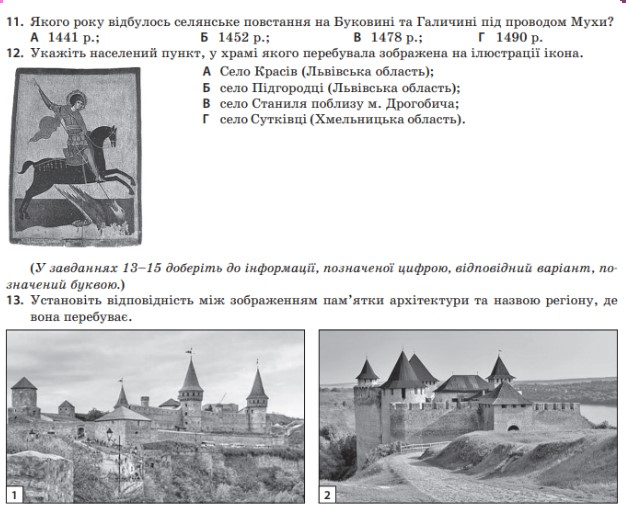 11. Якого року відбулось селянське повстання на Буковині та Галичині під проводом Мухи?
А 1441 р.; Б 1452 р.; В 1478 р.; Г 1490 р.
12. Укажіть населений пункт, у храмі якого перебувала зображена на ілюстрації ікона.
А Село Красів (Львівська область);
Б село Підгородці (Львівська область);
В село Станиля поблизу м. Дрогобича;
Г село Сутківці (Хмельницька область).
(У завданнях 13–15 доберіть до інформації, позначеної цифрою, відповідний варіант, по-
значений буквою.)
13. Установіть відповідність між зображенням пам’ятки архітектури та назвою регіону, де
вона перебуває.
1
2